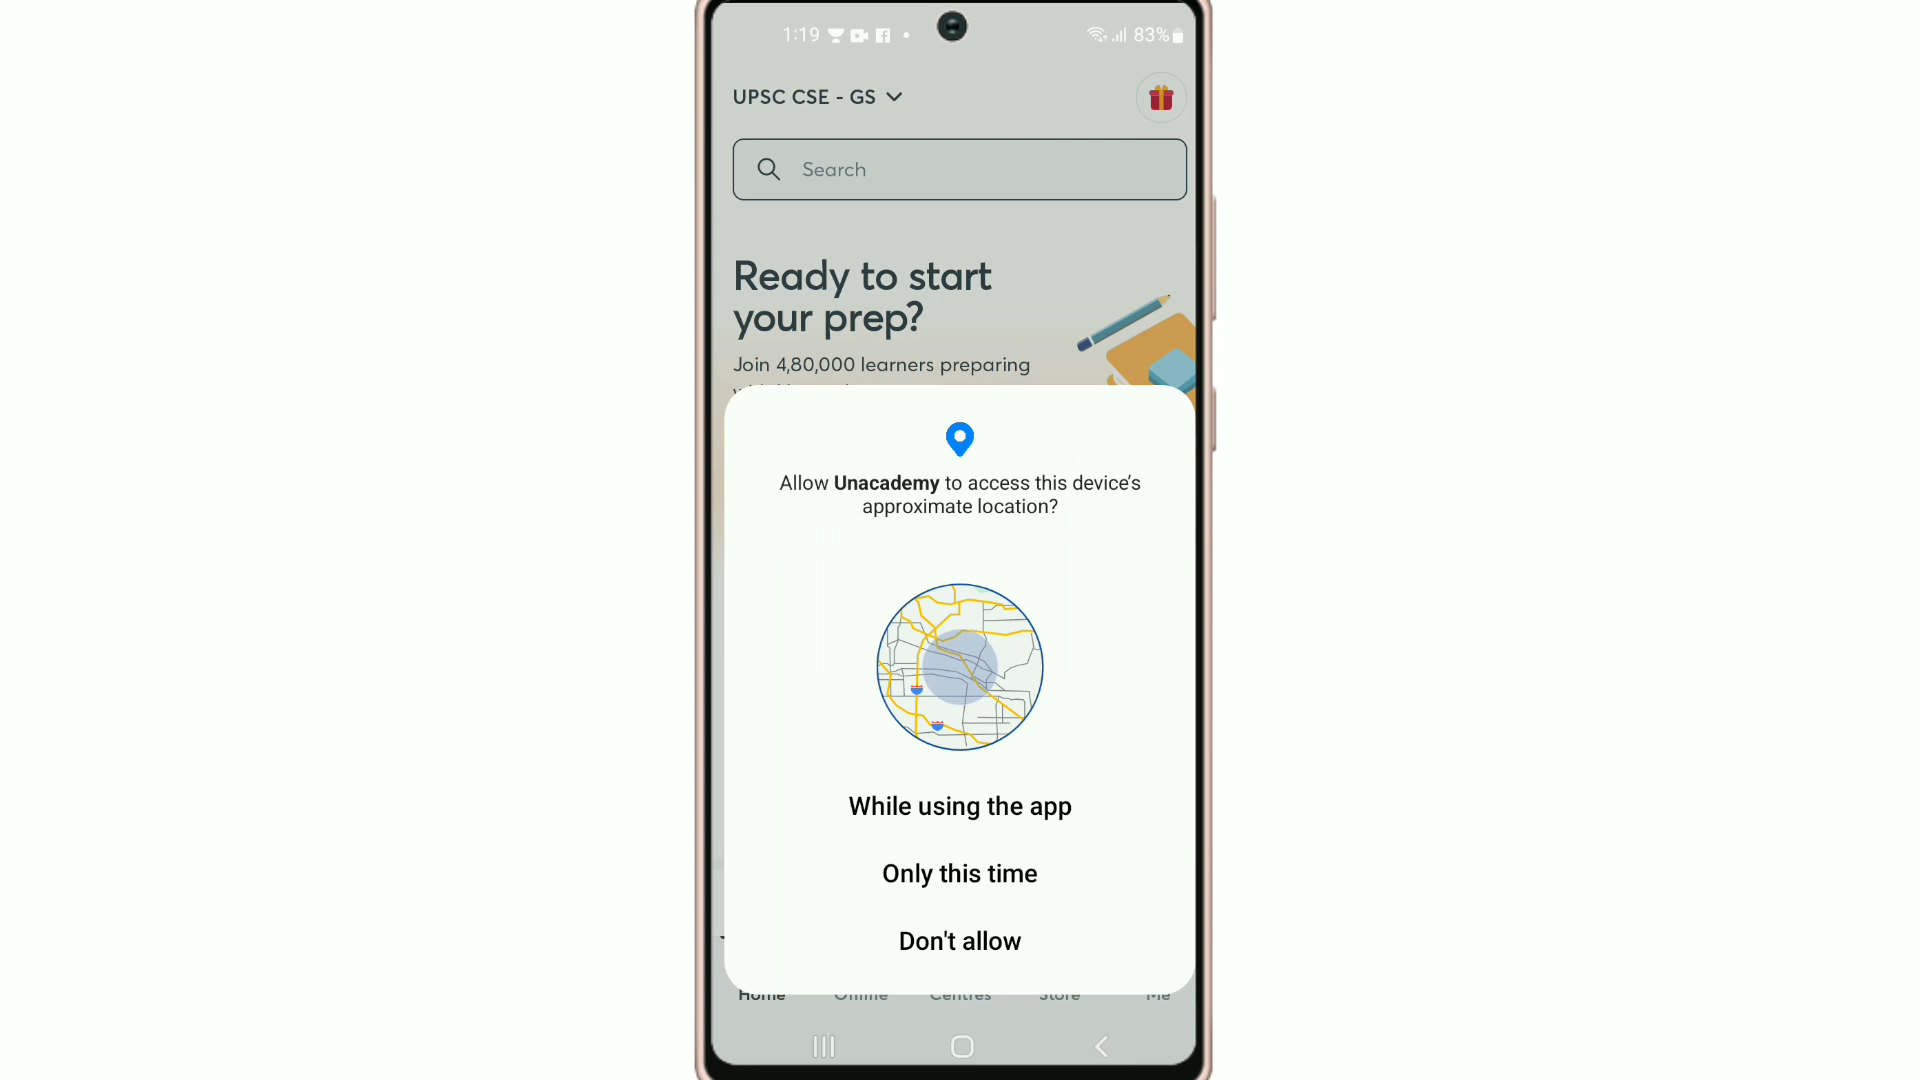 1:19
83%
UPSC CSE - GS
Search
Ready to start
your prep?
Join 4,80,000 learners preparing
Allow Unacademy to access this device's
approximate location?
While using the app
Only this time
Don't allow
Home Online Centres Store Me